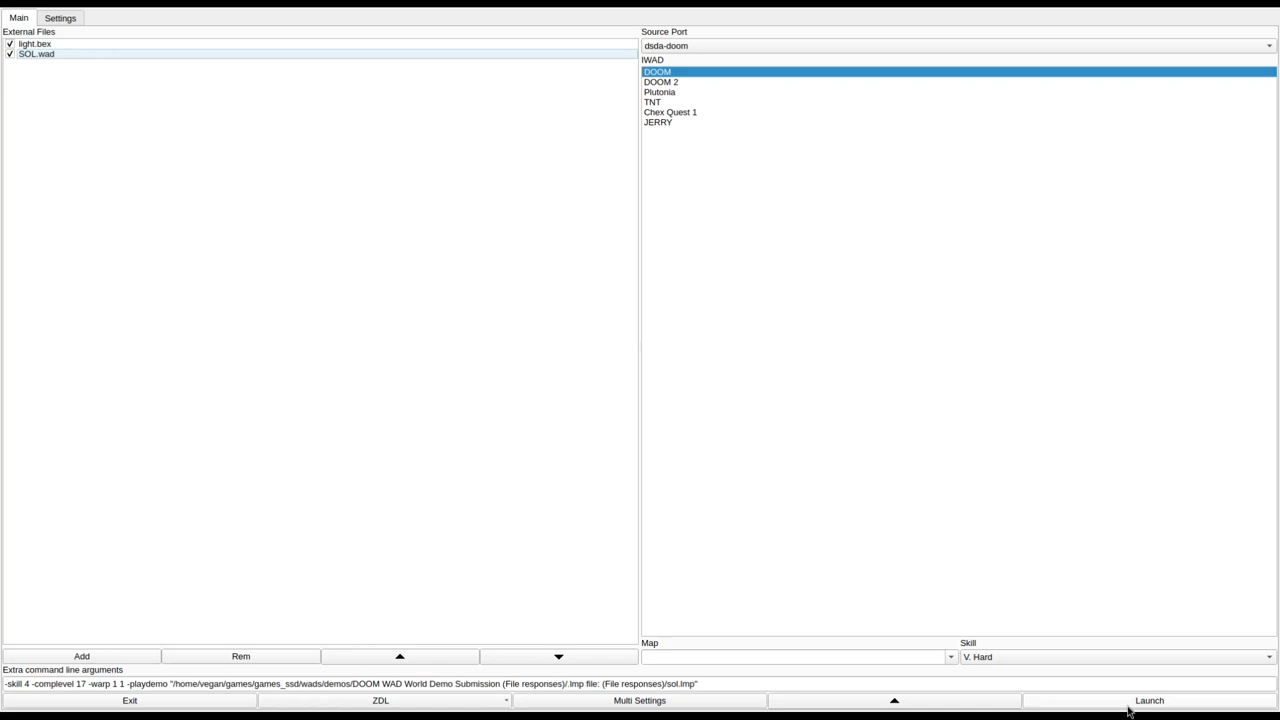 Main Settings
External Files
light.bex
SOL.wad
Source Port
dsda-doom
IWAD
DOOM
DOOM 2
Plutonia
TNT
Chex Quest 1
JERRY
Map
Skill
V. Hard
Add
Rem
Extra command line arguments
-skill 4 -complevel 17 -warp 1 1 -playdemo "/home/vegan/games/games_ssd/wads/demos/DOOM WAD World Demo Submission (File responses)/.lmp file: (File responses)/sol.lmp"
Exit
ZDL
Multi Settings
Launch